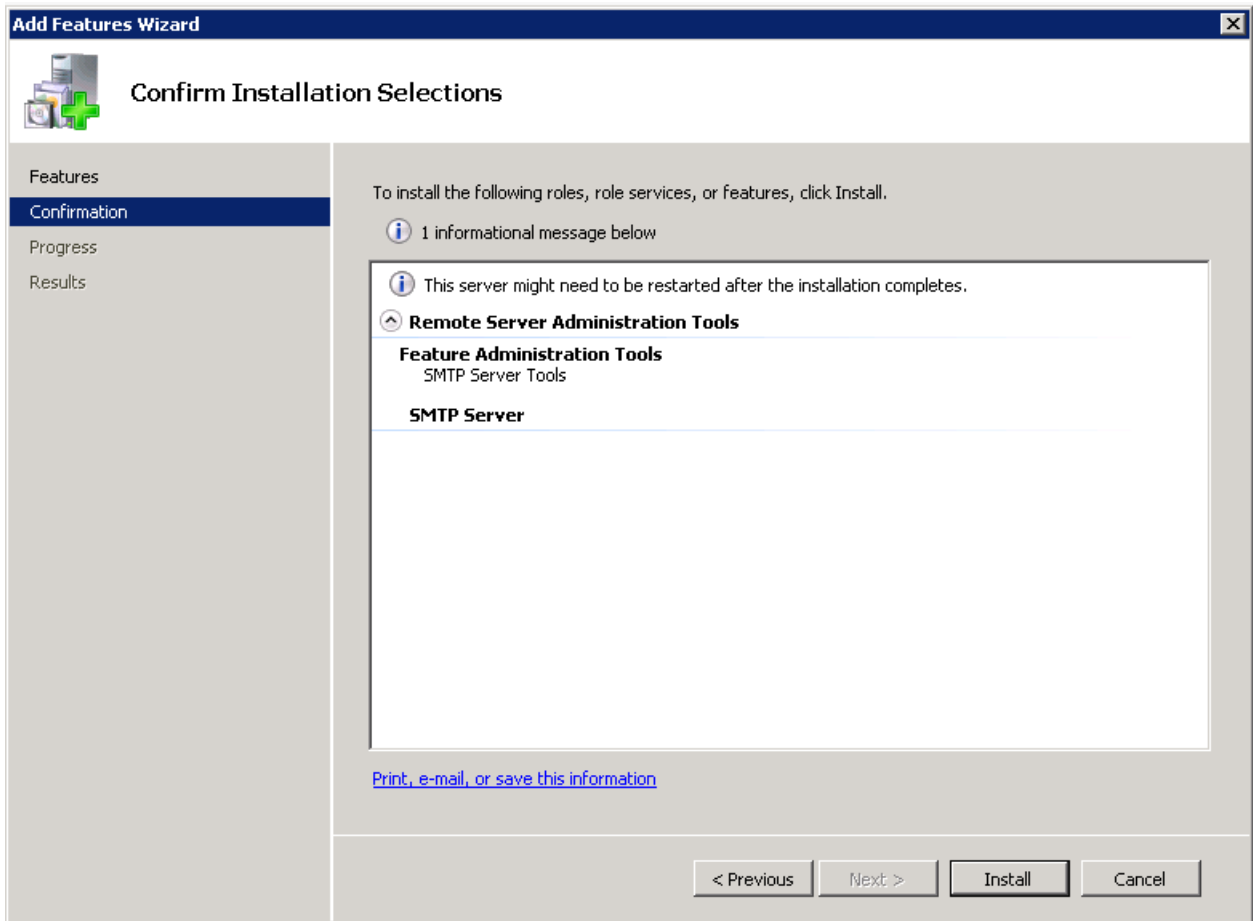 Add Features Wizard
Confirm Installation Selections
Features
Confirmation
Progress
Results
To install the following roles, role services, or features, click Install.
1 informational message below
This server might need to be restarted after the installation completes.
Remote Server Administration Tools
Feature Administration Tools
SMTP Server Tools
SMTP Server
Print, e-mail, or save this information
< Previous Next > Install Cancel